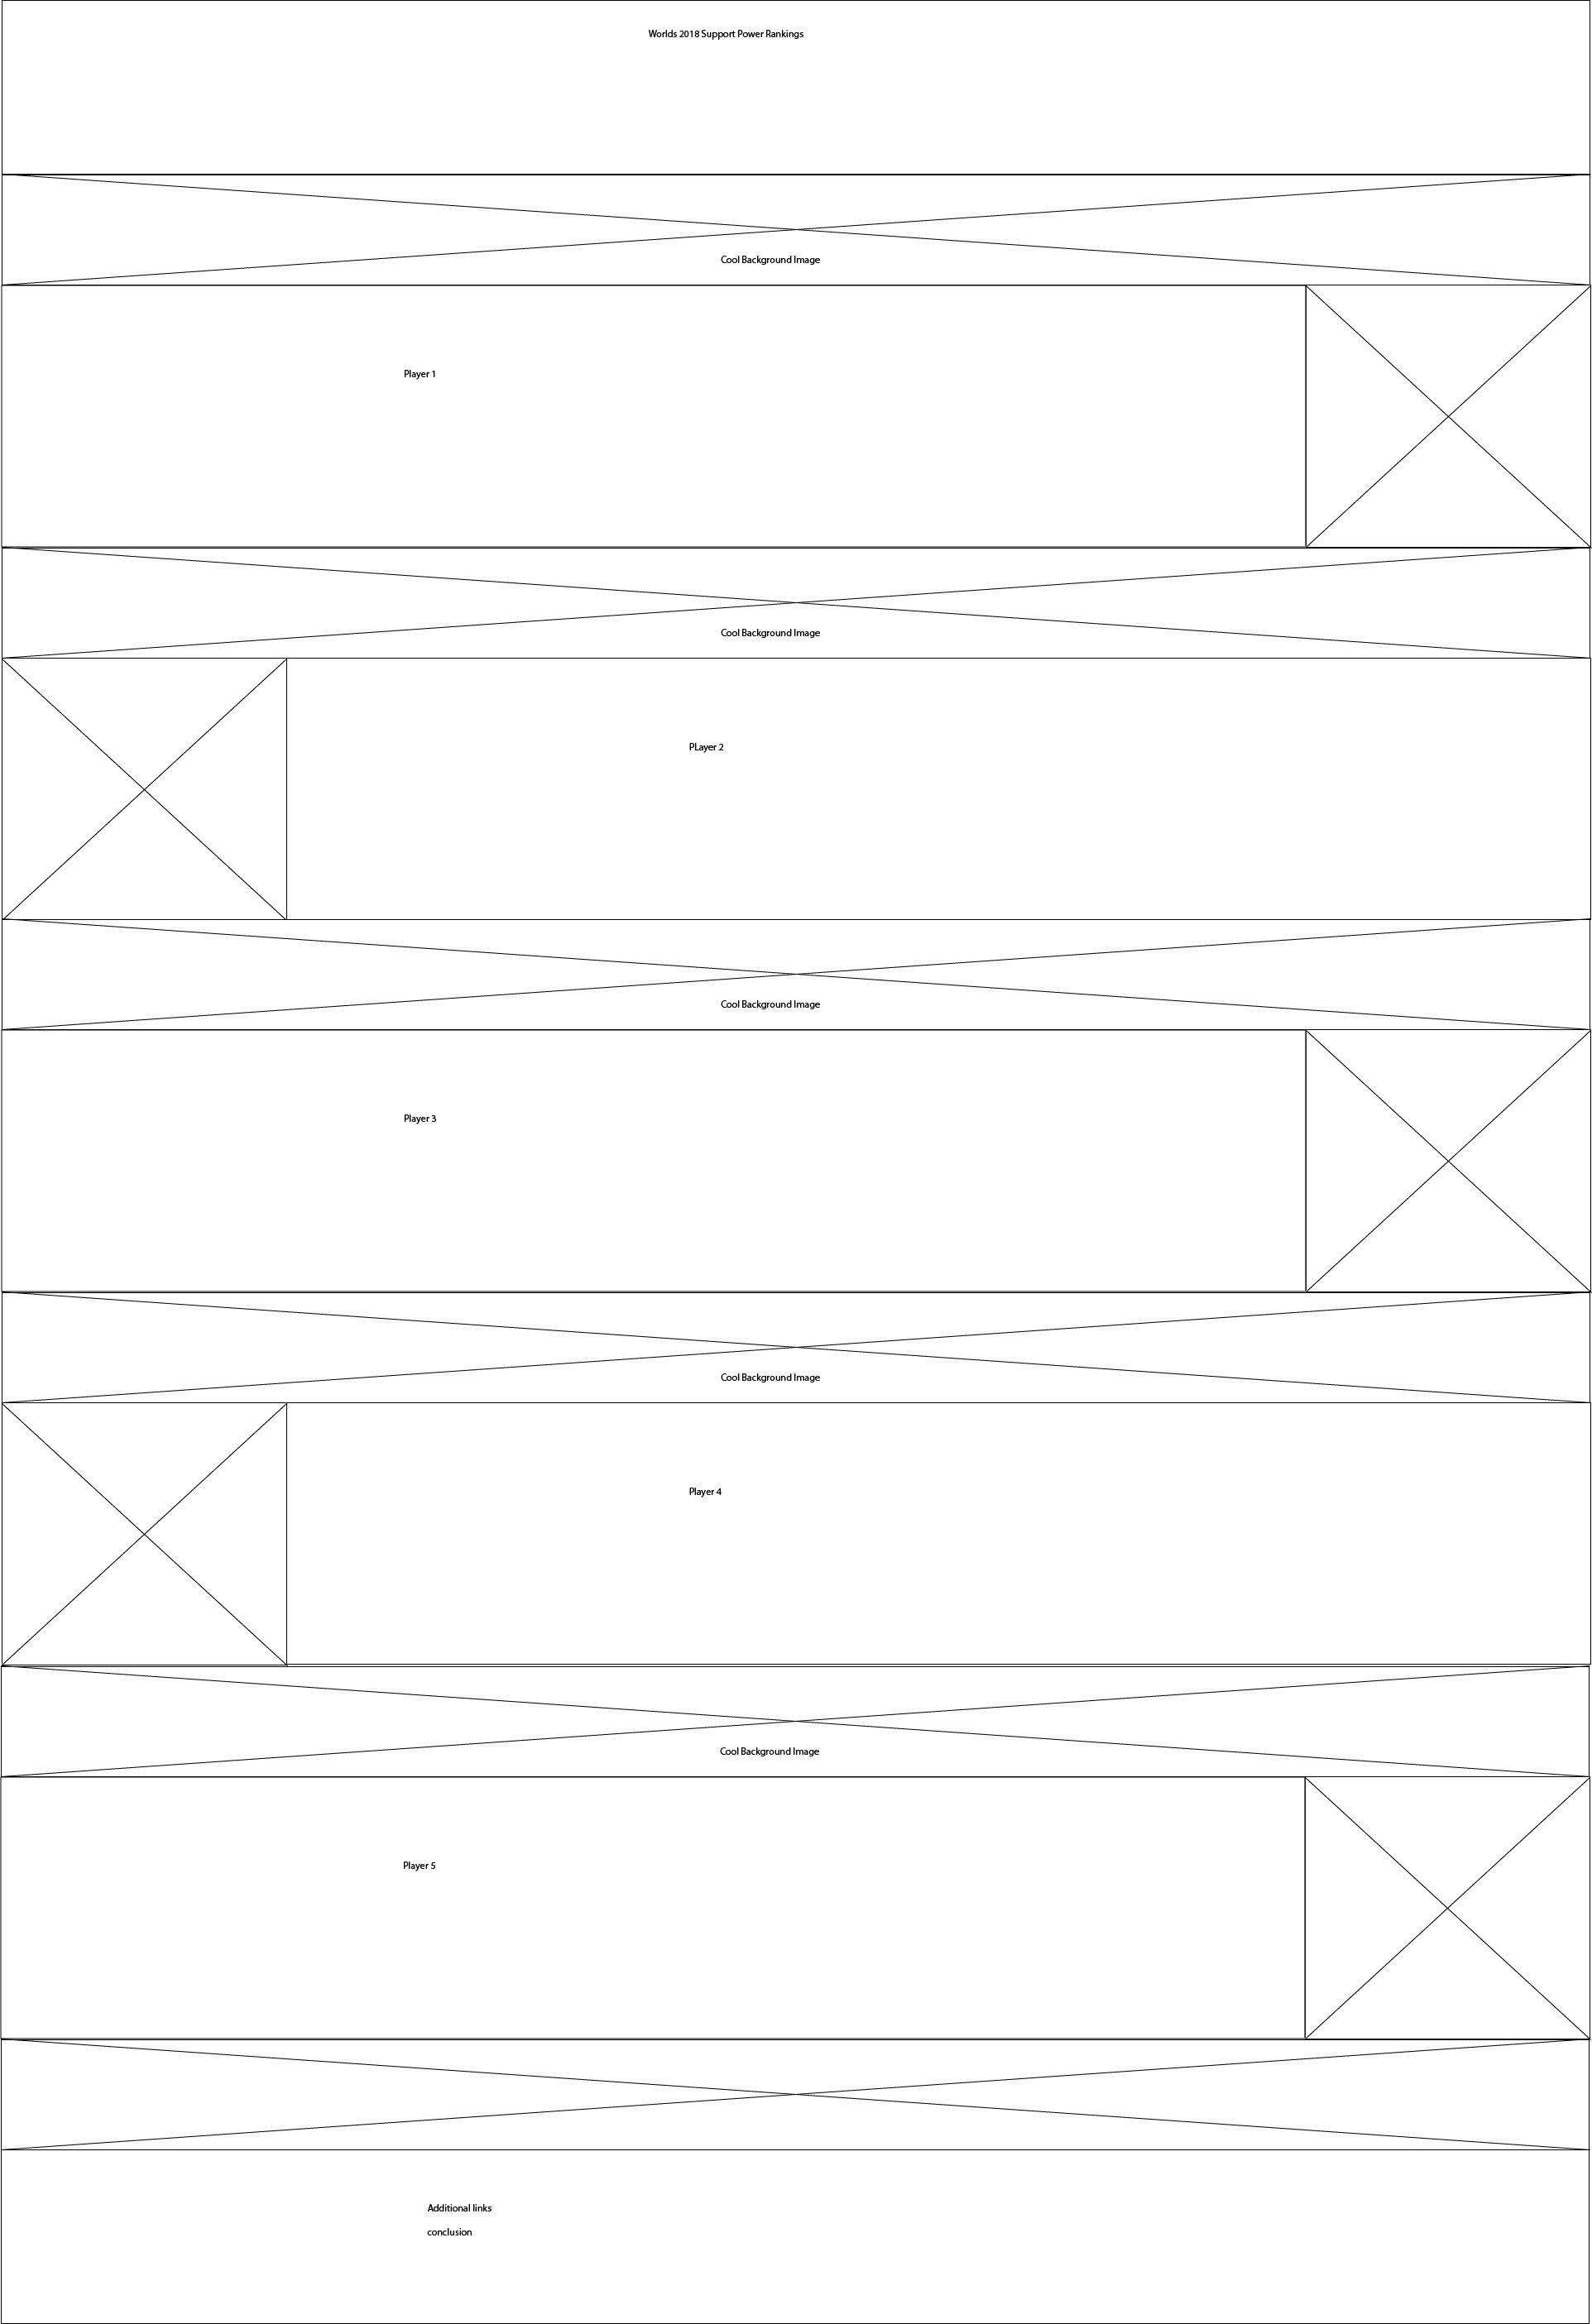 Worlds 2018 Support Power Rankings
Cool Background Image
Player 1
Cool Background Image
PLayer 2
Cool Background Image
Player 3
Cool Background Image
Player 4
Cool Background Image
Player 5
Additional links
conclusion